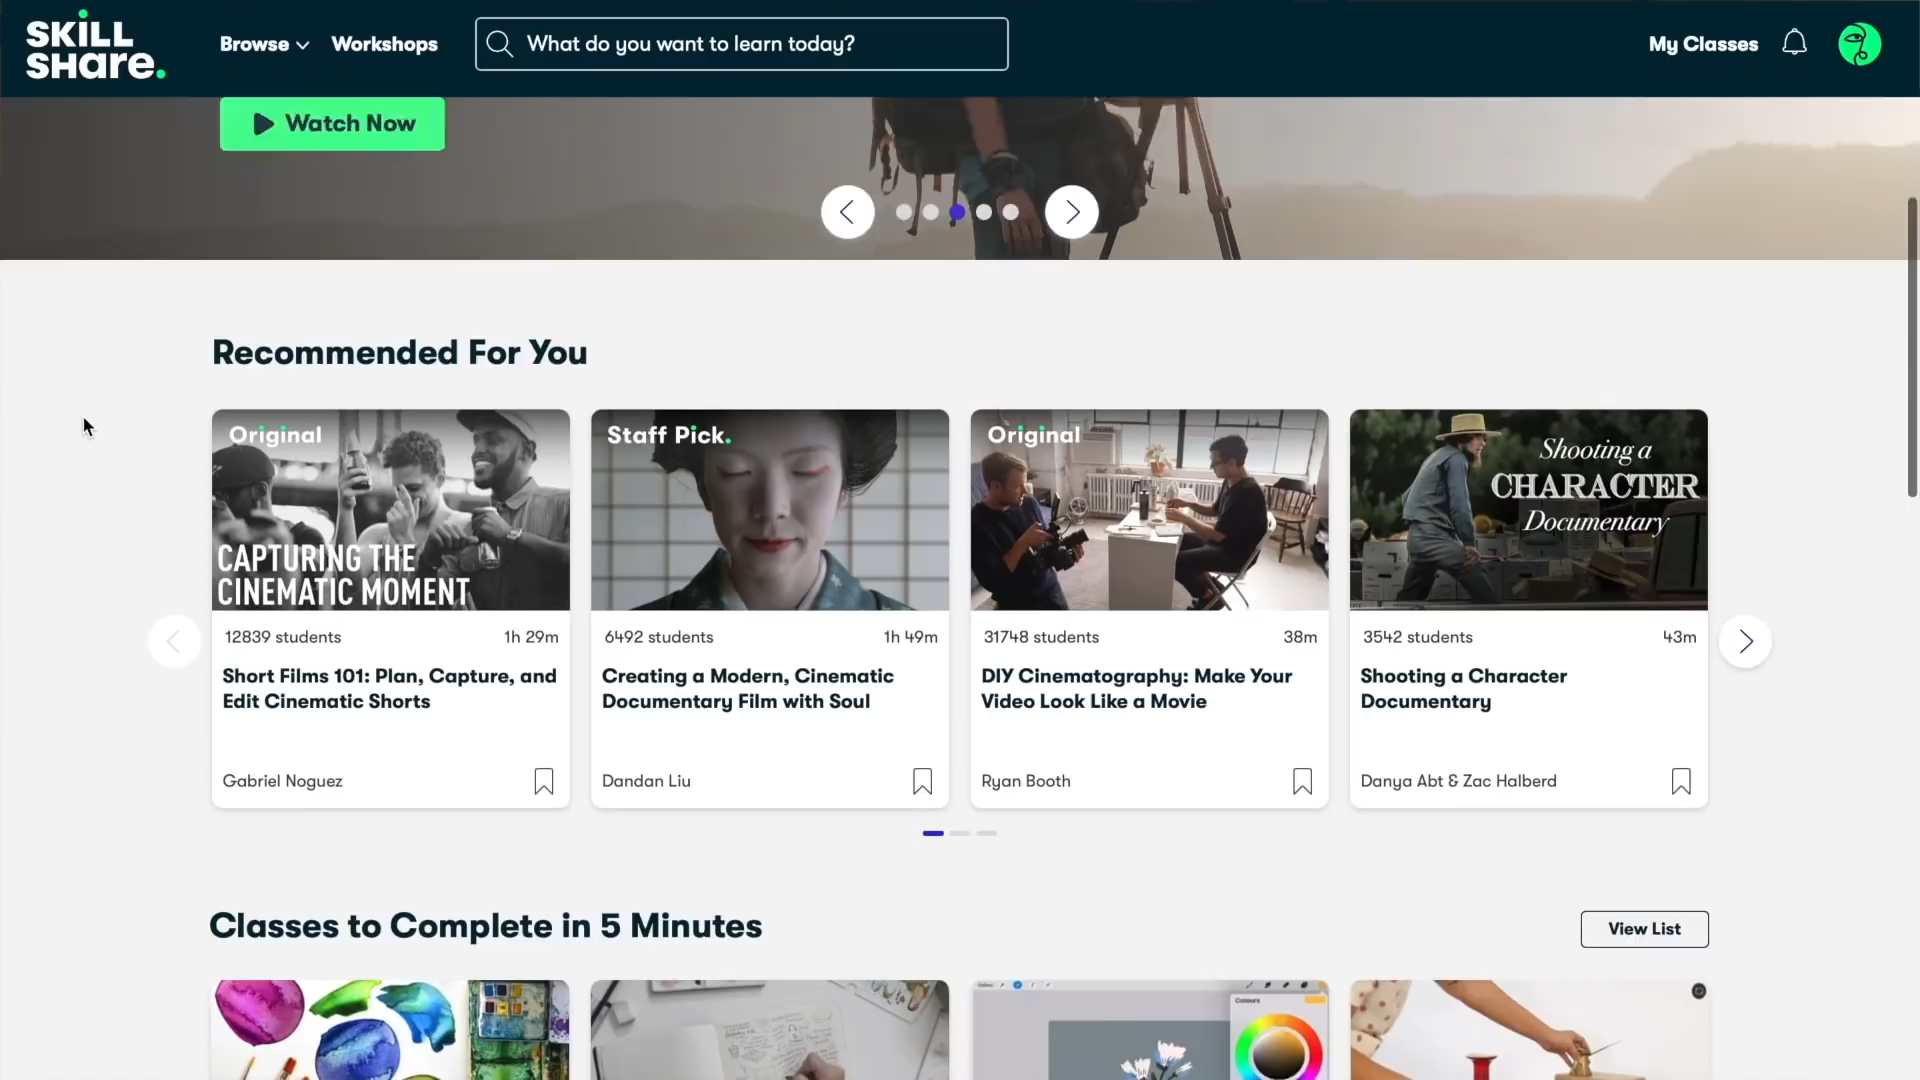 SKiLL
SHare.
Browse
Workshops
What do you want to learn today?
My Classes
Watch Now
Recommended For You
Original
CAPTURING THE
CINEMATIC MOMENT
12839 students
1h 29m
Short Films 101: Plan, Capture, and
Edit Cinematic Shorts
Gabriel Noguez
Staff Pick.
6492 students
1h 49m
Creating a Modern, Cinematic
Documentary Film with Soul
Dandan Liu
Original
31748 students
38m
DIY Cinematography: Make Your
Video Look Like a Movie
Ryan Booth
Shooting a
CHARACTER
Documentary
3542 students
43m
Shooting a Character
Documentary
Danya Abt & Zac Halberd
Classes to Complete in 5 Minutes
View List
Colours